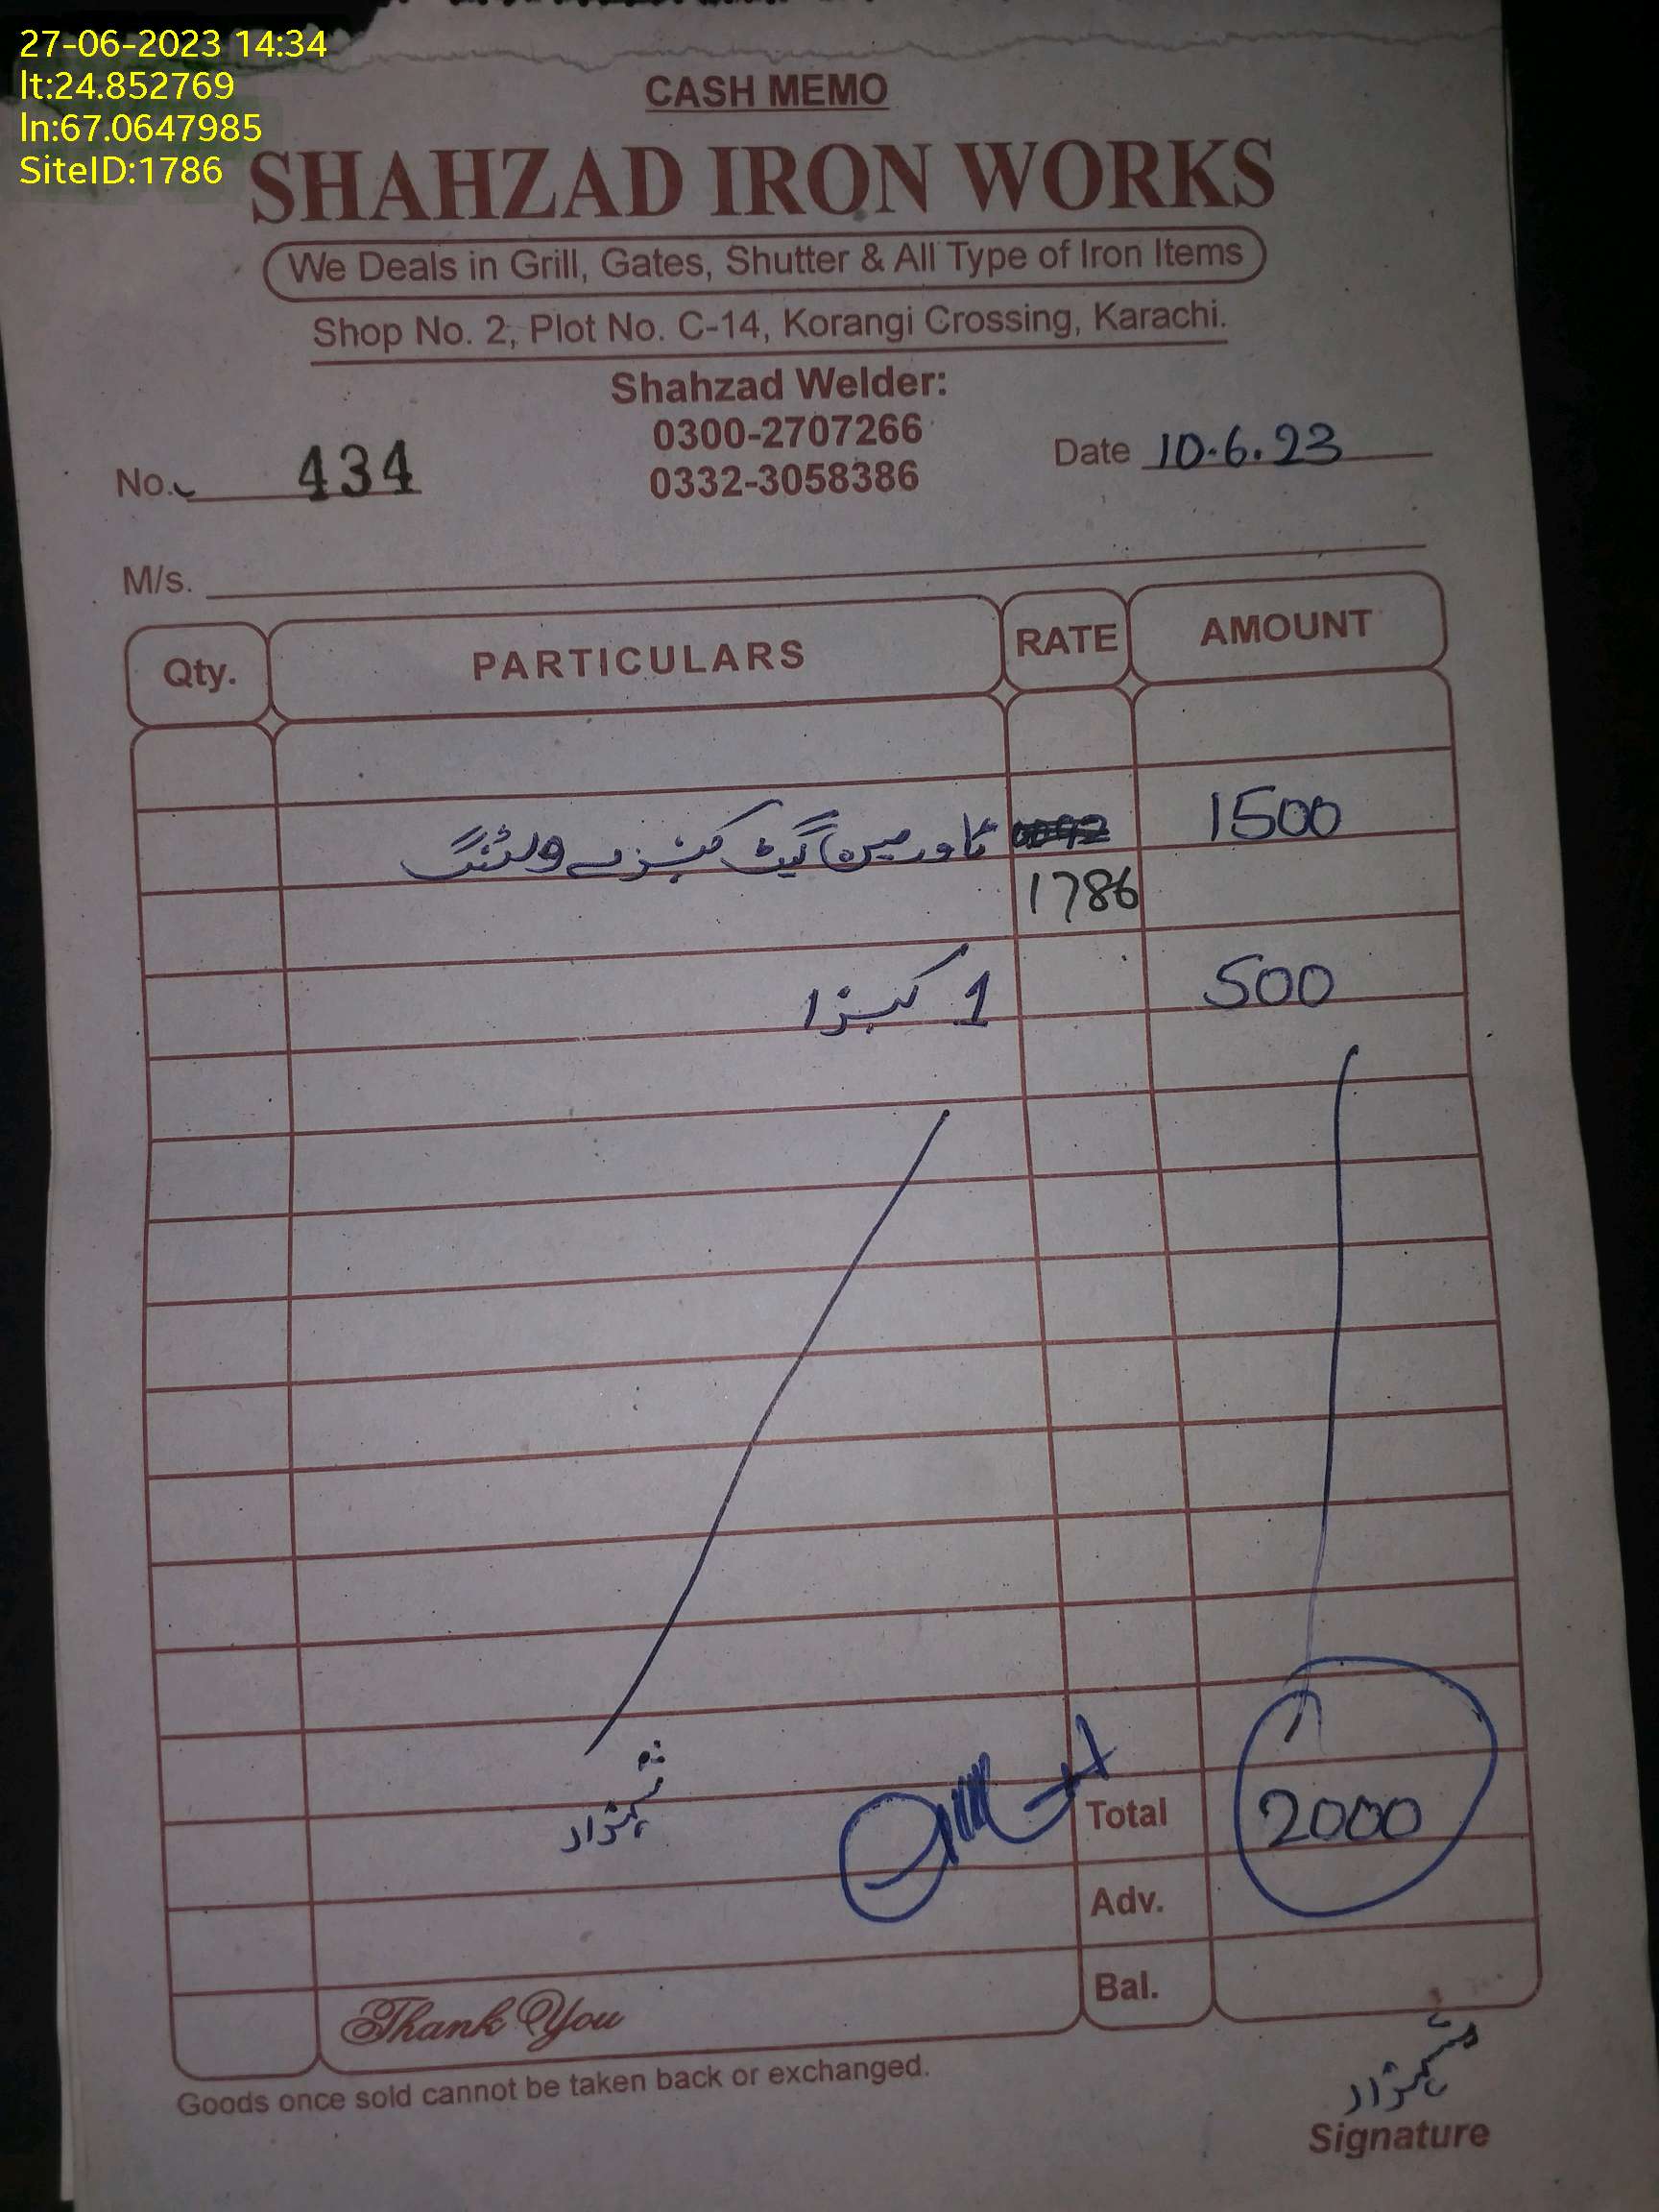 27-06-2023 14:34
lt:24.852769
ln:67.0647985
SiteID:1786
CASH MEMO
SHAHZAD IRON WORKS
We Deals in Grill, Gates, Shutter & All Type of Iron Items
Shop No. 2, Plot No. C-14, Korangi Crossing, Karachi.
Shahzad Welder:
0300-2707266
0332-3058386
No. 434
Date 10.6.23
M/s.
Qty. PARTICULARS RATE AMOUNT
ٹاور مین گیٹ ویلڈنگ 1500
1786
1 کبزا 500
شہزاد
Total 2000
Adv.
Bal.
Thank You
Goods once sold cannot be taken back or exchanged.
شہزاد
Signature